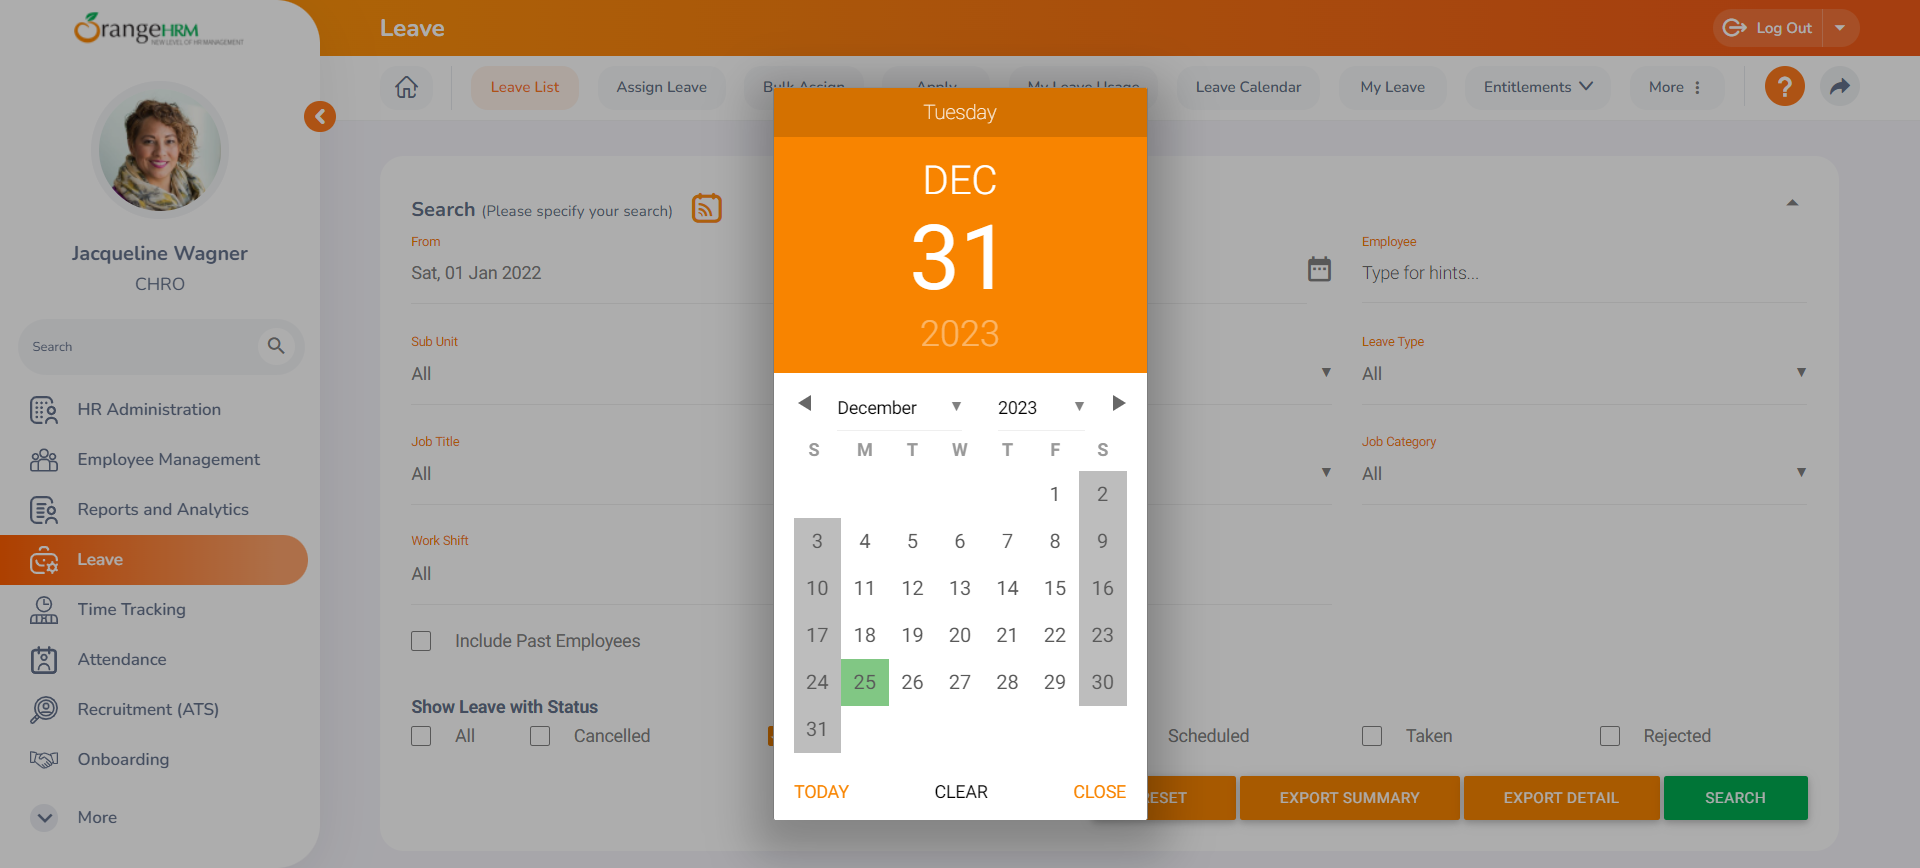 OrangeHRM
NEW LEVEL OF HR MANAGEMENT
Leave
Log Out
Leave List
Assign Leave
Bulk Assign
Apply
My Leave Usage
Leave Calendar
My Leave
Entitlements
More
?
Jacqueline Wagner
CHRO
Search
HR Administration
Employee Management
Reports and Analytics
Leave
Time Tracking
Attendance
Recruitment (ATS)
Onboarding
More
Search (Please specify your search)
From
Sat, 01 Jan 2022
Employee
Type for hints...
Sub Unit
All
Leave Type
All
Job Title
All
Job Category
All
Work Shift
All
Include Past Employees
Show Leave with Status
All
Cancelled
Scheduled
Taken
Rejected
EXPORT SUMMARY
EXPORT DETAIL
SEARCH
Tuesday
DEC
31
2023
December 2023
S M T W T F S
1 2
3 4 5 6 7 8 9
10 11 12 13 14 15 16
17 18 19 20 21 22 23
24 25 26 27 28 29 30
31
TODAY CLEAR CLOSE